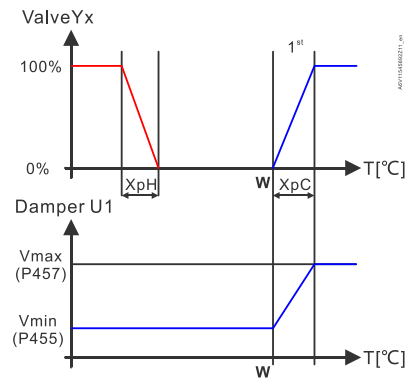 ValveYx
1st
100%
0%
XpH
W
XpC
T[°C]
Damper U1
Vmax
(P457)
Vmin
(P455)
W
T[°C]